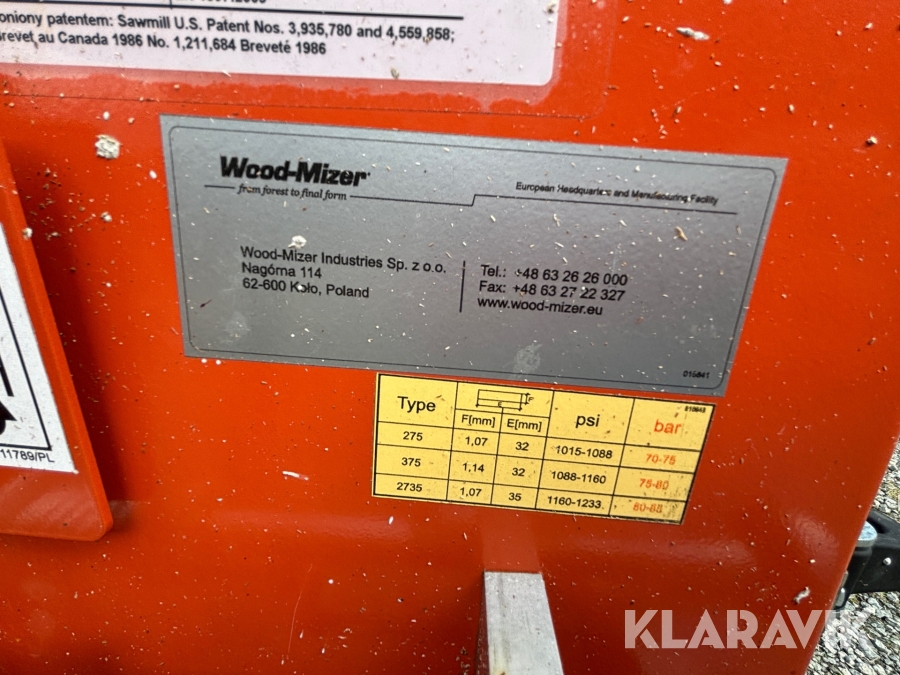 oniony patentem: Sawmill U.S. Patent Nos. 3,935,780 and 4,559,858;
Brevet au Canada 1986 No. 1,211,684 Breveté 1986
Wood-Mizer
from forest to final form
European Headquarters and Manufacturing Facility
Wood-Mizer Industries Sp. z o.o.
Nagórna 114
62-600 Koło, Poland
Tel.: +48 63 26 26 000
Fax: +48 63 27 22 327
www.wood-mizer.eu
015841
Type F[mm] E[mm] psi bar
F
E
275 1,07 32 1015-1088 70-75
375 1,14 32 1088-1160 75-80
2735 1,07 35 1160-1233 80-85
11789/PL
KLARAVIK